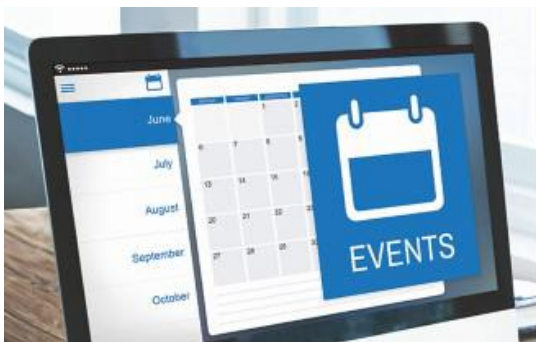 June
July
August
September
October
1 2
6 7 8 9
13 14 15 16
20 21 22
27 28 29 30
EVENTS